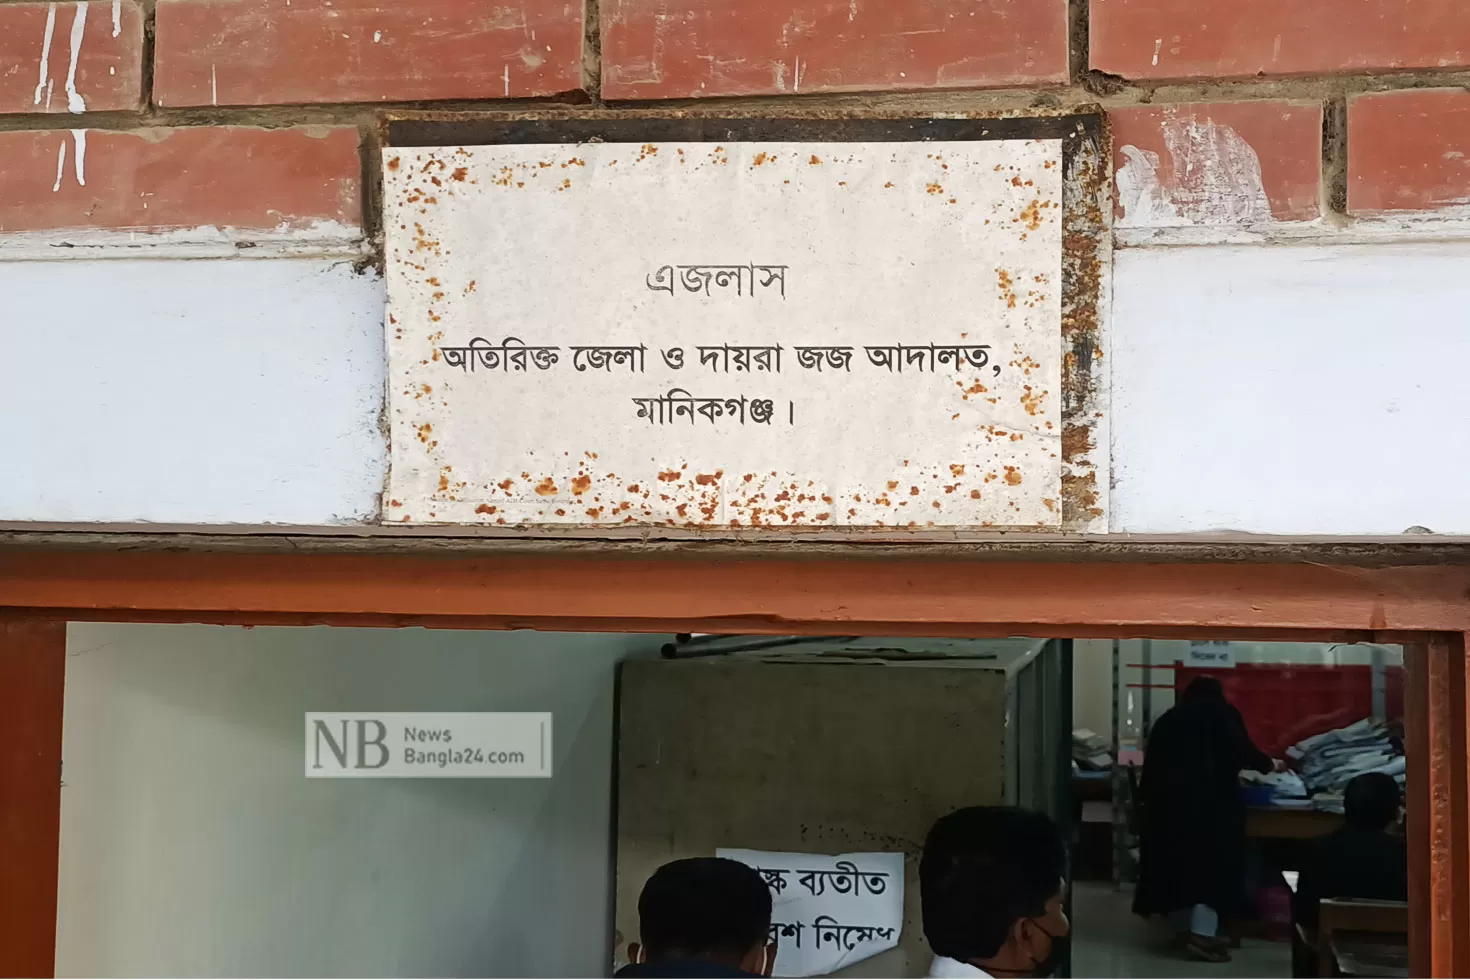 এজলাস
অতিরিক্ত জেলা ও দায়রা জজ আদালত,
মানিকগঞ্জ।
NB News
Bangla24.com
ব্যতীত
নিষেধ